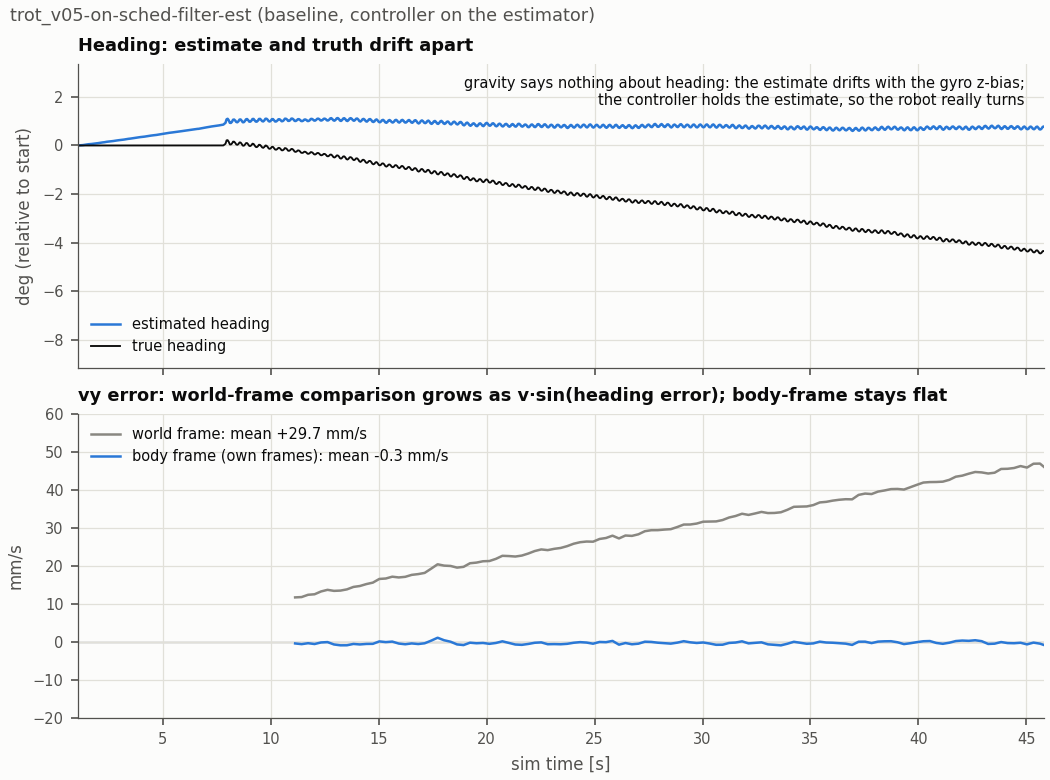 trot_v05-on-sched-filter-est (baseline, controller on the estimator)
Heading: estimate and truth drift apart
gravity says nothing about heading: the estimate drifts with the gyro z-bias;
the controller holds the estimate, so the robot really turns
2
0
−2
−4
−6
−8
deg (relative to start)
estimated heading
true heading
vy error: world-frame comparison grows as v·sin(heading error); body-frame stays flat
60
50
40
30
20
10
0
−10
−20
mm/s
world frame: mean +29.7 mm/s
body frame (own frames): mean -0.3 mm/s
5 10 15 20 25 30 35 40 45
sim time [s]